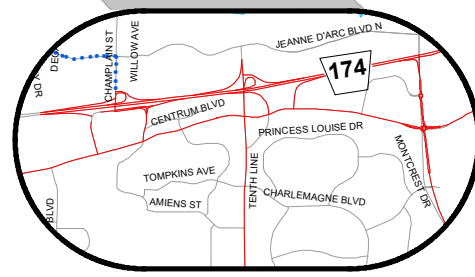 JEANNE D'ARC BLVD N
WILLOW AVE
CHAMPLAIN ST
DR
174
CENTRUM BLVD
PRINCESS LOUISE DR
MONTCREST DR
TENTH LINE
TOMPKINS AVE
CHARLEMAGNE BLVD
AMIENS ST
BLVD